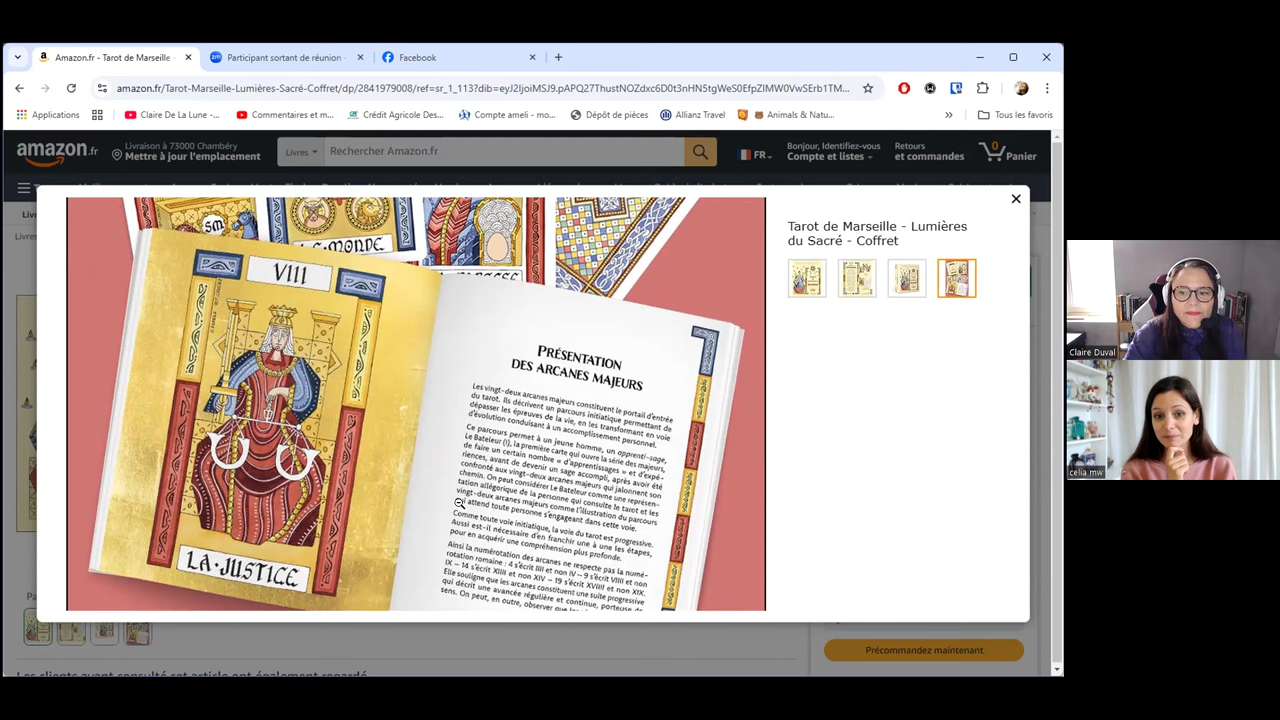 Amazon.fr - Tarot de Marseille
Participant sortant de réunion -
Facebook
amazon.fr/Tarot-Marseille-Lumières-Sacré-Coffret/dp/2841979008/ref=sr_1_113?dib=eyJ2IjoiMSJ9.pAPQ27ThustNOZdxc6D0t3nHN5tgWeS0EfpZIMW0VwSErb1TM...
Applications
Claire De La Lune -...
Commentaires et m...
Crédit Agricole Des...
Compte ameli - mo...
Dépôt de pièces
Allianz Travel
Animals & Natu...
Tous les favoris
amazon.fr
Livraison à 73000 Chambéry
Mettre à jour l'emplacement
Livres
Rechercher Amazon.fr
FR
Bonjour, Identifiez-vous
Compte et listes
Retours
et commandes
0
Panier
Tarot de Marseille - Lumières
du Sacré - Coffret
SM
LE·MONDE
VIII
LA·JUSTICE
PRÉSENTATION
DES ARCANES MAJEURS
Les vingt-deux arcanes majeurs constituent le portail d'entrée
du tarot. Ils décrivent un parcours initiatique permettant de
dépasser les épreuves de la vie, en les transformant en voie
d'évolution conduisant à un accomplissement personnel.
Ce parcours permet à un jeune homme, un apprenti-sage,
Le Bateleur (I), la première carte qui ouvre la série des majeurs,
de faire un certain nombre « d'apprentissages » et d'expé-
riences, avant de devenir un sage accompli, après avoir été
confronté aux vingt-deux arcanes majeurs qui jalonnent son
chemin. On peut considérer Le Bateleur comme une représen-
tation allégorique de la personne qui consulte le tarot et les
vingt-deux arcanes majeurs comme l'illustration du parcours
qui attend toute personne s'engageant dans cette voie.
Comme toute voie initiatique, la voie du tarot est progressive.
Aussi est-il nécessaire d'en franchir une à une les étapes,
pour en acquérir une compréhension plus profonde.
Ainsi la numérotation des arcanes ne respecte pas la numé-
rotation romaine : 4 s'écrit IIII et non IV – 9 s'écrit VIIII et non
IX – 14 s'écrit XIIII et non XIV – 19 s'écrit XVIIII et non XIX.
Elle souligne que les arcanes constituent une suite progressive
qui décrit une avancée régulière et continue, porteuse de
sens. On peut, en outre, observer que
Précommandez maintenant
Les clients ayant consulté cet article ont également regardé
Claire Duval
celia mw